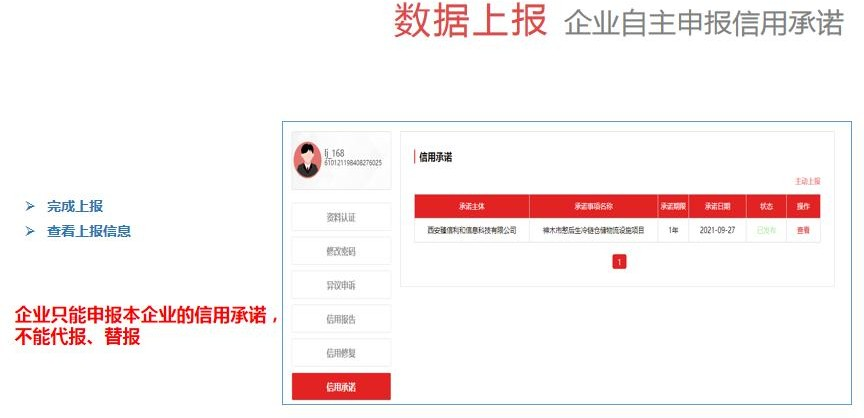 数据上报 企业自主申报信用承诺
lj_168
610121198408276025
信用承诺
主动上报
承诺主体 承诺事项名称 承诺期限 承诺日期 状态 操作
西安臻信利和信息科技有限公司 神木市憨后生冷链仓储物流设施项目 1年 2021-09-27 已发布 查看
1
资料认证
修改密码
异议申诉
信用报告
信用修复
信用承诺
➢ 完成上报
➢ 查看上报信息
企业只能申报本企业的信用承诺，
不能代报、替报